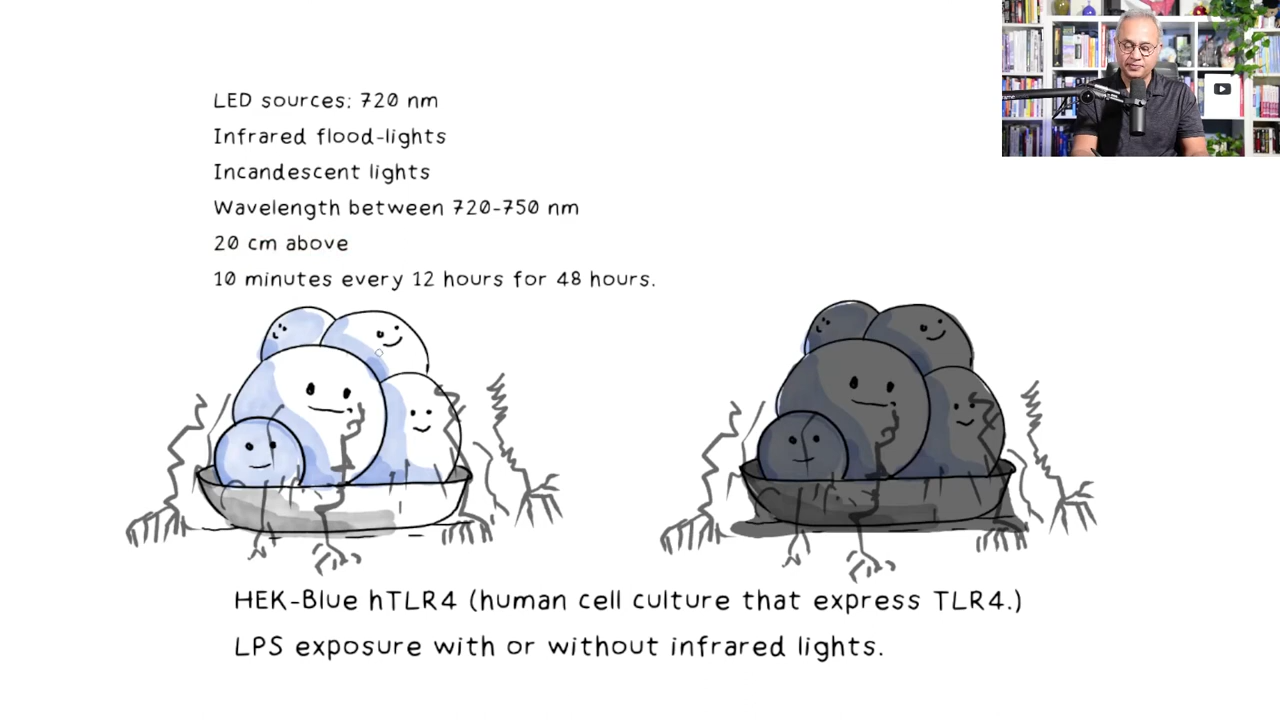 LED sources: 720 nm
Infrared flood-lights
Incandescent lights
Wavelength between 720-750 nm
20 cm above
10 minutes every 12 hours for 48 hours.
HEK-Blue hTLR4 (human cell culture that express TLR4.)
LPS exposure with or without infrared lights.